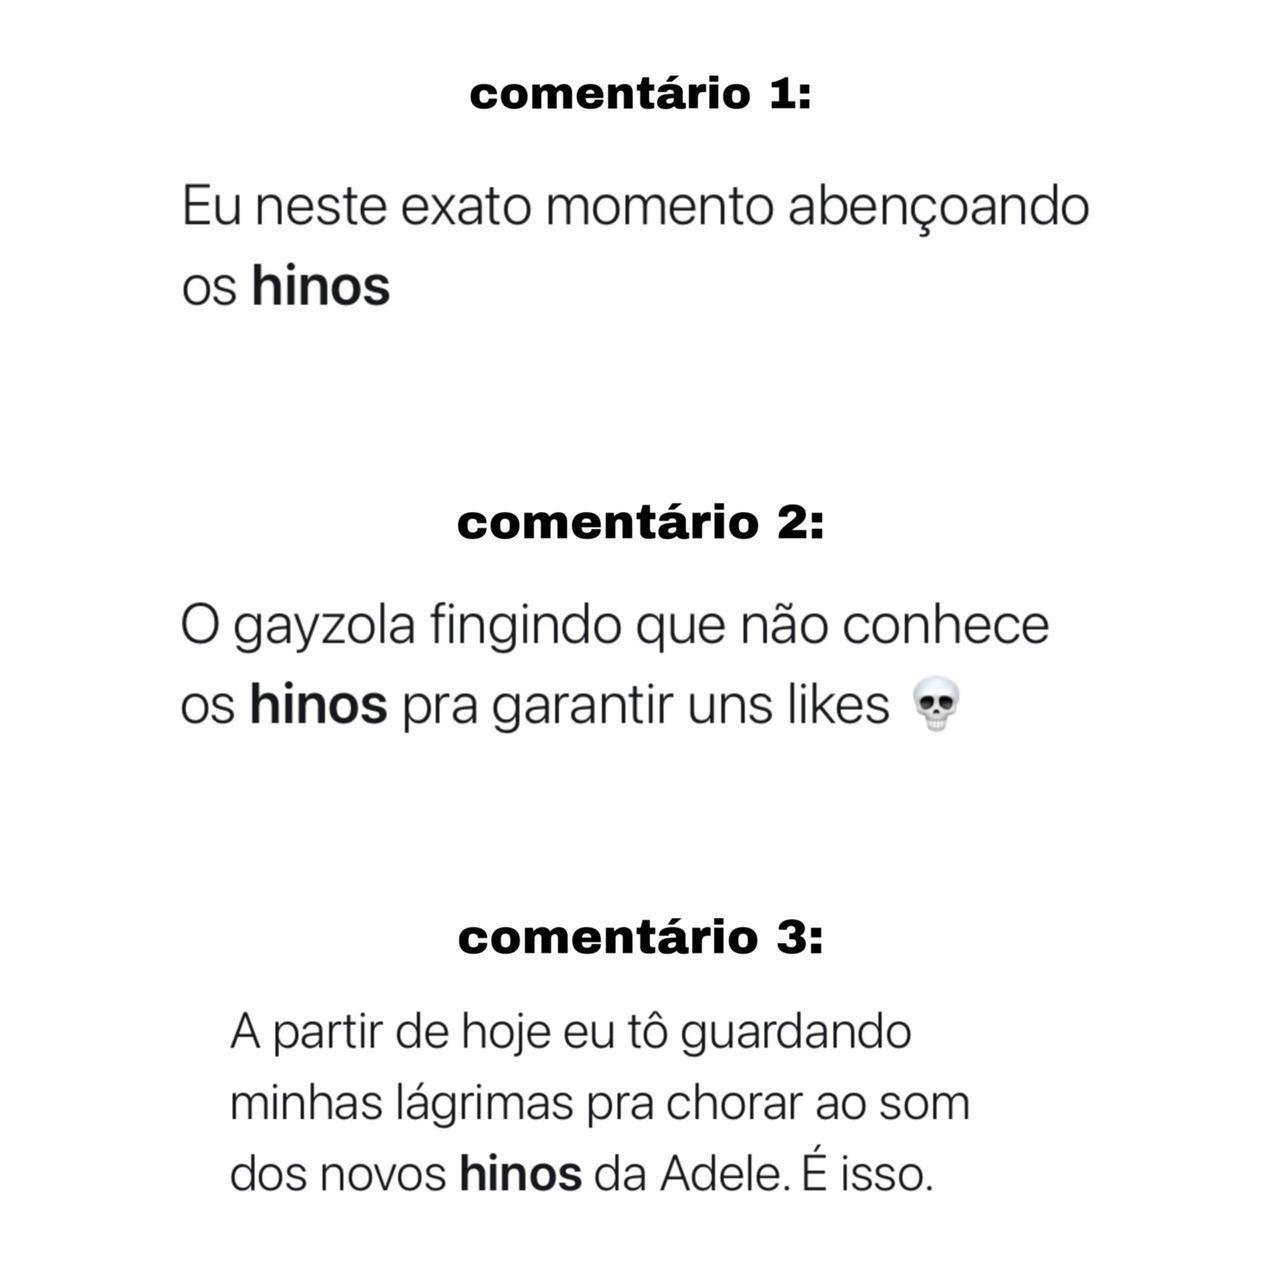 comentário 1:
Eu neste exato momento abençoando
os hinos
comentário 2:
O gayzola fingindo que não conhece
os hinos pra garantir uns likes 💀
comentário 3:
A partir de hoje eu tô guardando
minhas lágrimas pra chorar ao som
dos novos hinos da Adele. É isso.